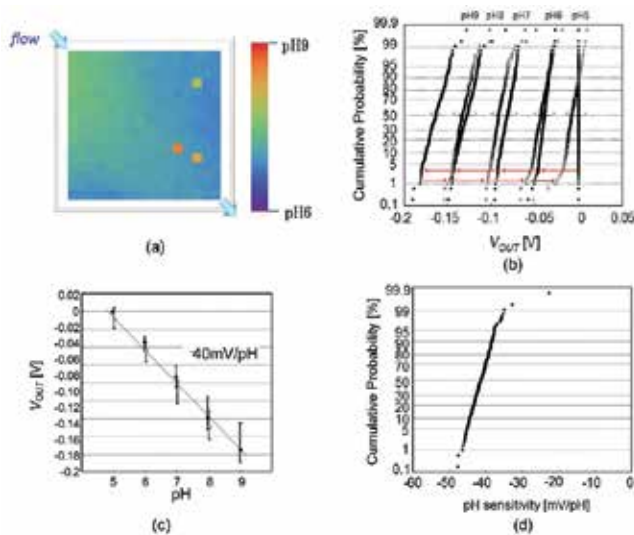 flow
pH9
pH6
(a)
Cumulative Probability [%]
99.9
99
95
90
80
70
50
30
20
10
5
1
0.1
pH9 pH8 pH7 pH6 pH5
-0.2 -0.15 -0.1 -0.05 0 0.05
VOUT [V]
(b)
VOUT [V]
0.02
0
-0.02
-0.04
-0.06
-0.08
-0.10
-0.12
-0.14
-0.16
-0.18
-0.2
40mV/pH
5 6 7 8 9
pH
(c)
Cumulative Probability [%]
99.9
99
95
90
80
70
50
30
20
10
5
1
0.1
-60 -50 -40 -30 -20 -10 0
pH sensitivity [mV/pH]
(d)